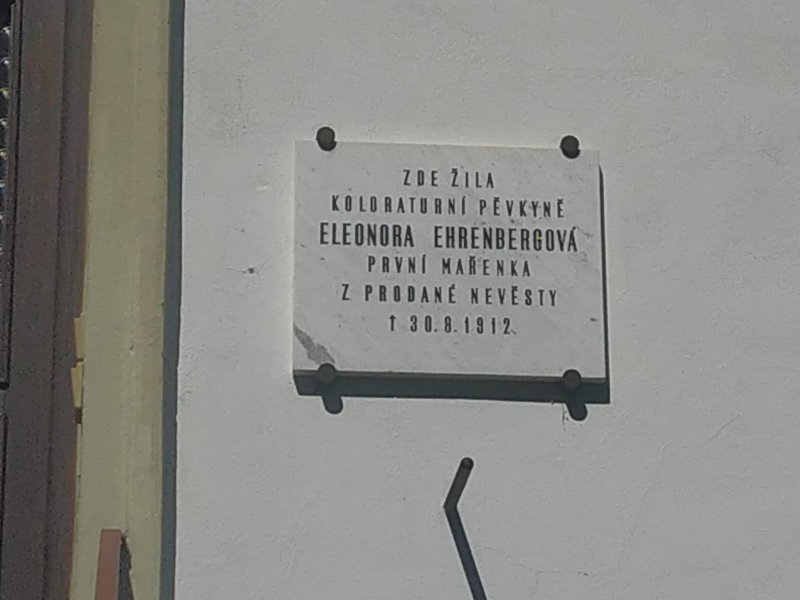 ZDE ŽILA
KOLORATURNÍ PĚVKYNĚ
ELEONORA EHRENBERGOVÁ
PRVNÍ MAŘENKA
Z PRODANÉ NEVĚSTY
† 30.8.1912